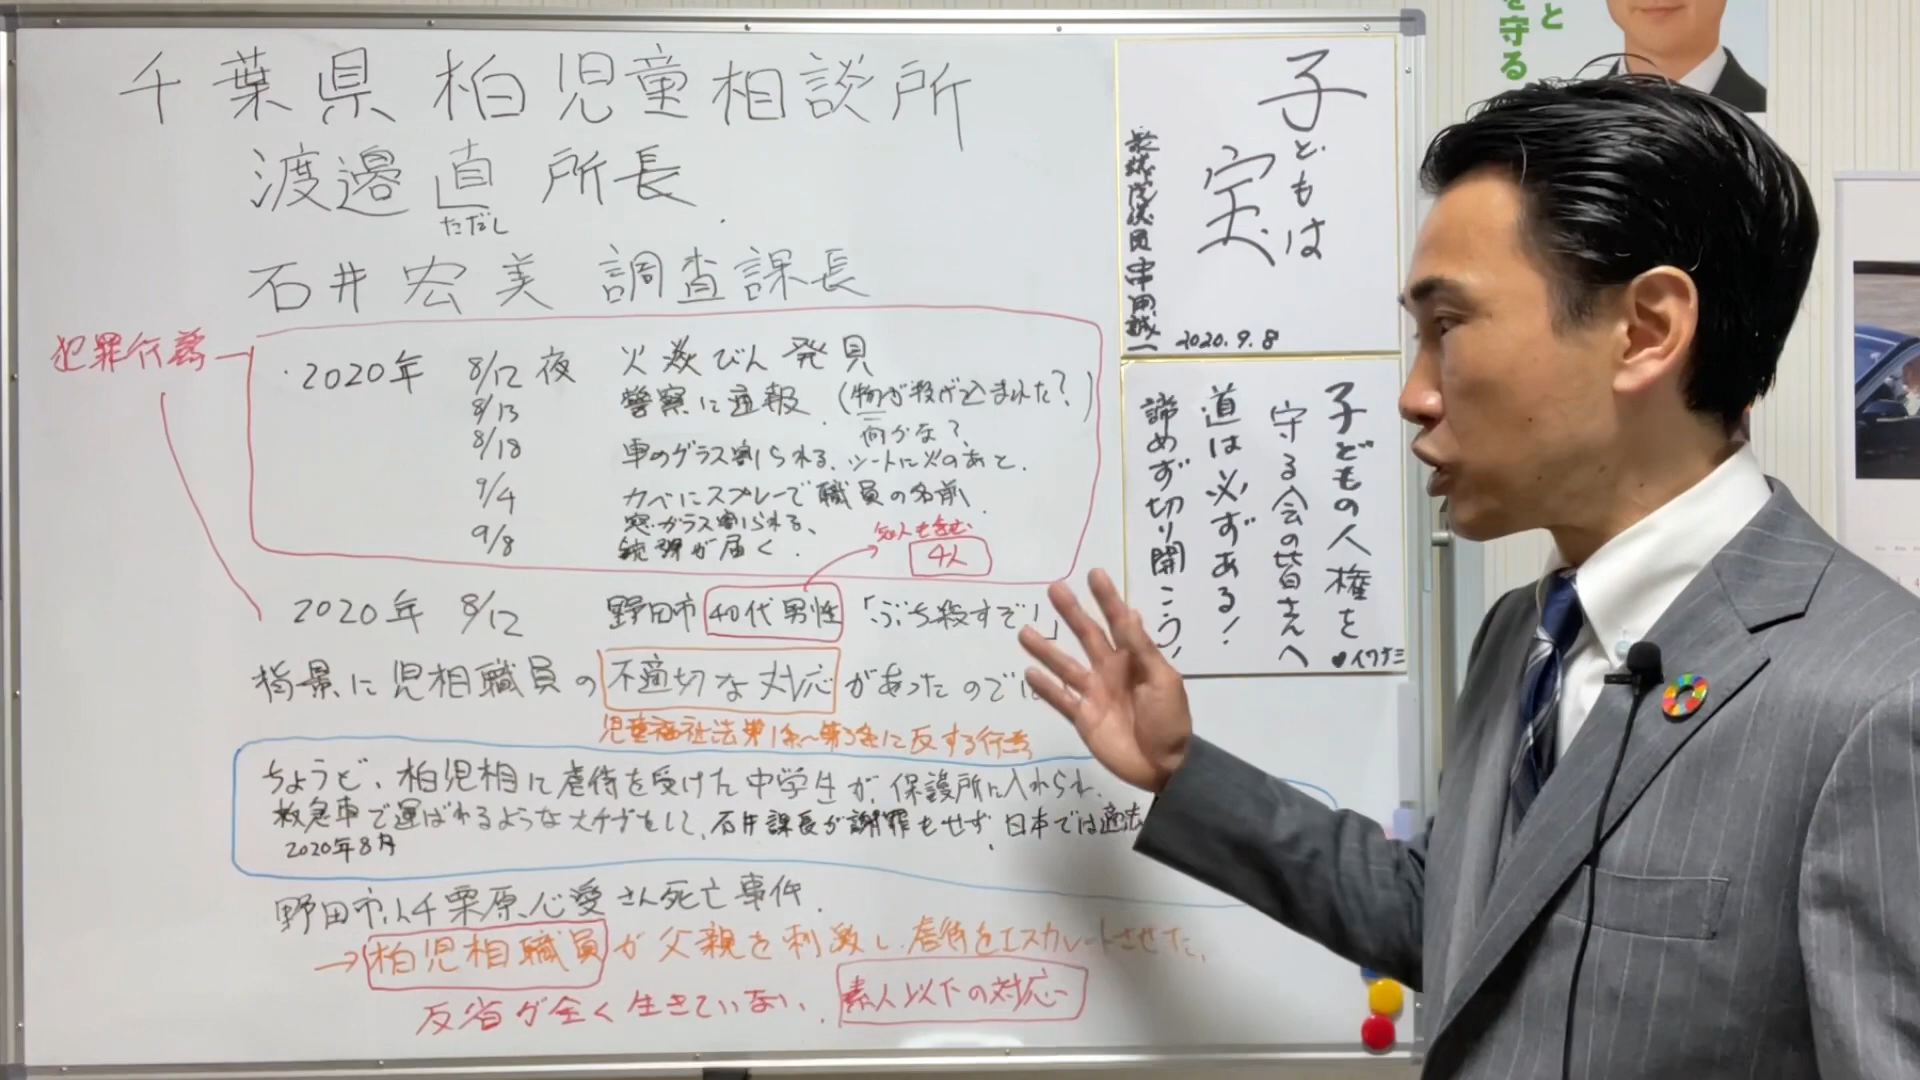 千葉県 柏児童相談所
渡邉 直 所長
ただし
石井 宏美 調査課長
犯罪行為
2020年 8/12 夜 火炎びん 発見
8/13 警察に通報 (物が投げ込まれた?)
何かな?
8/18 車のグラス割られる、シートに火のあと。
9/4 カベにスプレーで職員の名前
窓ガラス割られる、
9/8 銃弾が届く.
知人も含む
4人
2020年 8/12 野田市 40代男性 「ぶち殺すぞ!」
背景に児相職員の不適切な対応があったのでは
児童福祉法第1条〜第3条に反する行為
ちょうど、柏児相に虐待を受けた中学生が、保護所に入れられ、
救急車で運ばれるような大ケガをして、石井課長が謝罪もせず、日本では適法
2020年8月
野田市小4 栗原心愛さん死亡事件.
→柏児相職員が父親を刺激し、虐待をエスカレートさせた。
反省が全く生きていない. 素人以下の対応
子どもは
宝
串田誠一
2020.9.8
子どもの人権を
守る会の皆さんへ
道は必ずある!
諦めず切り開こう!
♥イワナミ
と
を守る